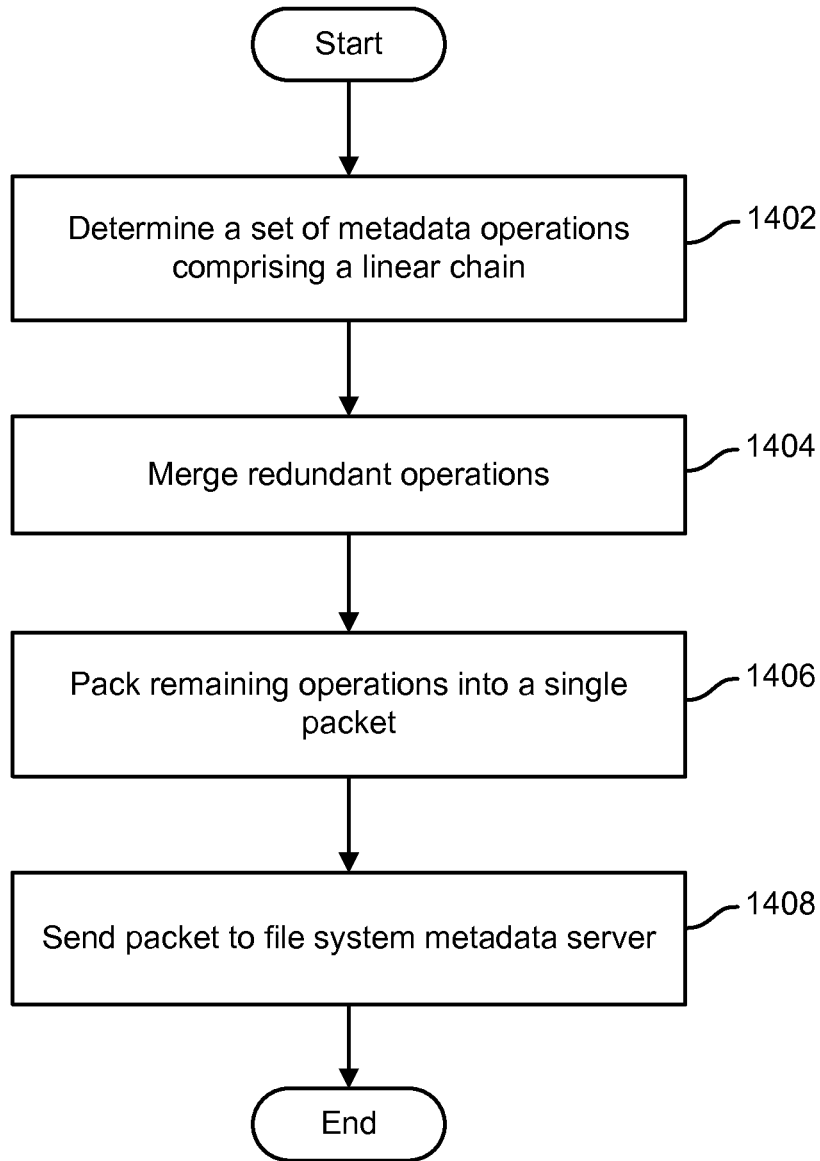 Start
Determine a set of metadata operations
comprising a linear chain
1402
Merge redundant operations
1404
Pack remaining operations into a single
packet
1406
Send packet to file system metadata server
1408
End